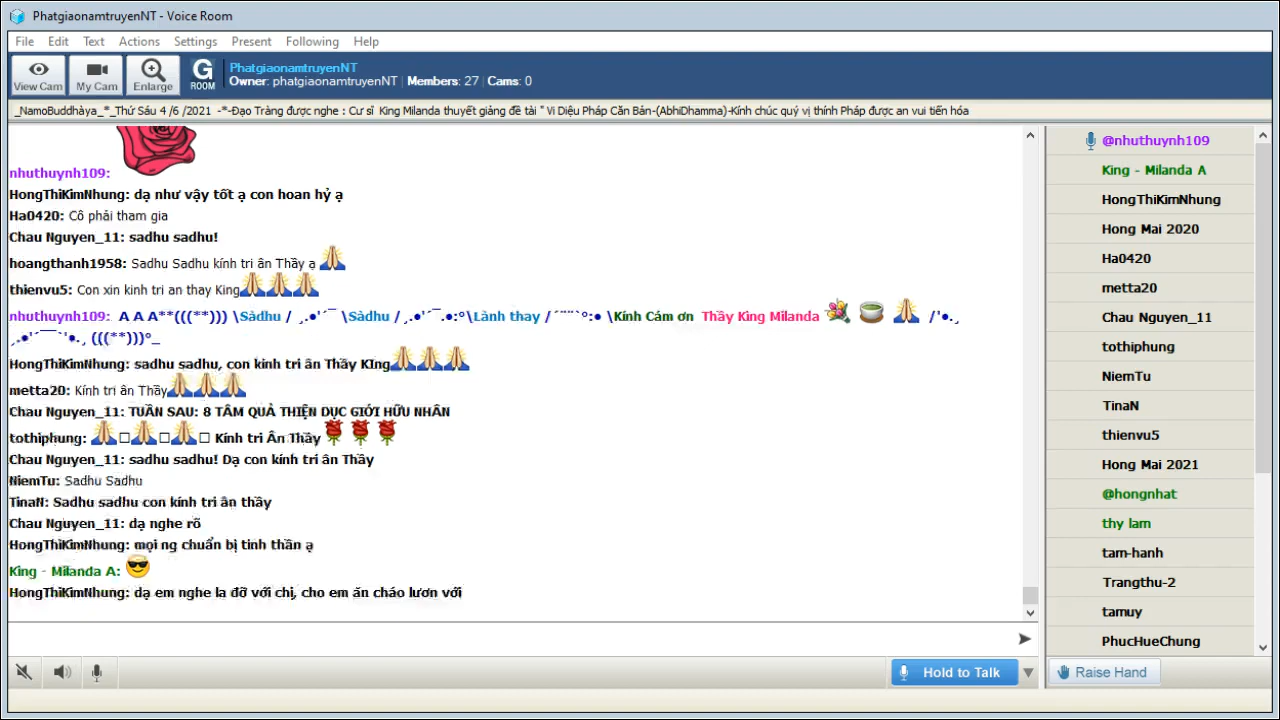 PhatgiaonamtruyenNT - Voice Room
File Edit Text Actions Settings Present Following Help
View Cam My Cam Enlarge G ROOM
PhatgiaonamtruyenNT
Owner: phatgiaonamtruyenNT | Members: 27 | Cams: 0
_NamoBuddhàya_*_Thứ Sáu 4 /6 /2021 -*-Đạo Tràng được nghe : Cư sĩ King Milanda thuyết giảng đề tài " Vi Diệu Pháp Căn Bản-(AbhiDhamma)-Kính chúc quý vị thính Pháp được an vui tiến hóa
nhuthuynh109:
HongThiKimNhung: dạ như vậy tốt ạ con hoan hỷ ạ
Ha0420: Cô phải tham gia
Chau Nguyen_11: sadhu sadhu!
hoangthanh1958: Sadhu Sadhu kính tri ân Thầy ạ
thienvu5: Con xin kinh tri an thay King
nhuthuynh109: A A A**(((**))) \Sàdhu / ¸.•'´¯ \Sàdhu / ¸.•'´¯.•:°\Lành thay /´¨¨`°:• \Kính Cám ơn Thầy King Milanda /'•.¸
¸.•'´¯¯`'•.¸ (((**)))°_
HongThiKimNhung: sadhu sadhu, con kinh tri ân Thầy KIng
metta20: Kính tri ân Thầy
Chau Nguyen_11: TUẦN SAU: 8 TÂM QUẢ THIỆN DỤC GIỚI HỮU NHÂN
tothiphung: Kính tri Ân Thầy
Chau Nguyen_11: sadhu sadhu! Dạ con kính tri ân Thầy
NiemTu: Sadhu Sadhu
TinaN: Sadhu sadhu con kính tri ân thầy
Chau Nguyen_11: dạ nghe rõ
HongThiKimNhung: mọi ng chuẩn bị tinh thần ạ
King - Milanda A:
HongThiKimNhung: dạ em nghe la đỡ với chị, cho em ăn cháo lươn với
Hold to Talk
@nhuthuynh109
King - Milanda A
HongThiKimNhung
Hong Mai 2020
Ha0420
metta20
Chau Nguyen_11
tothiphung
NiemTu
TinaN
thienvu5
Hong Mai 2021
@hongnhat
thy lam
tam-hanh
Trangthu-2
tamuy
PhucHueChung
Raise Hand